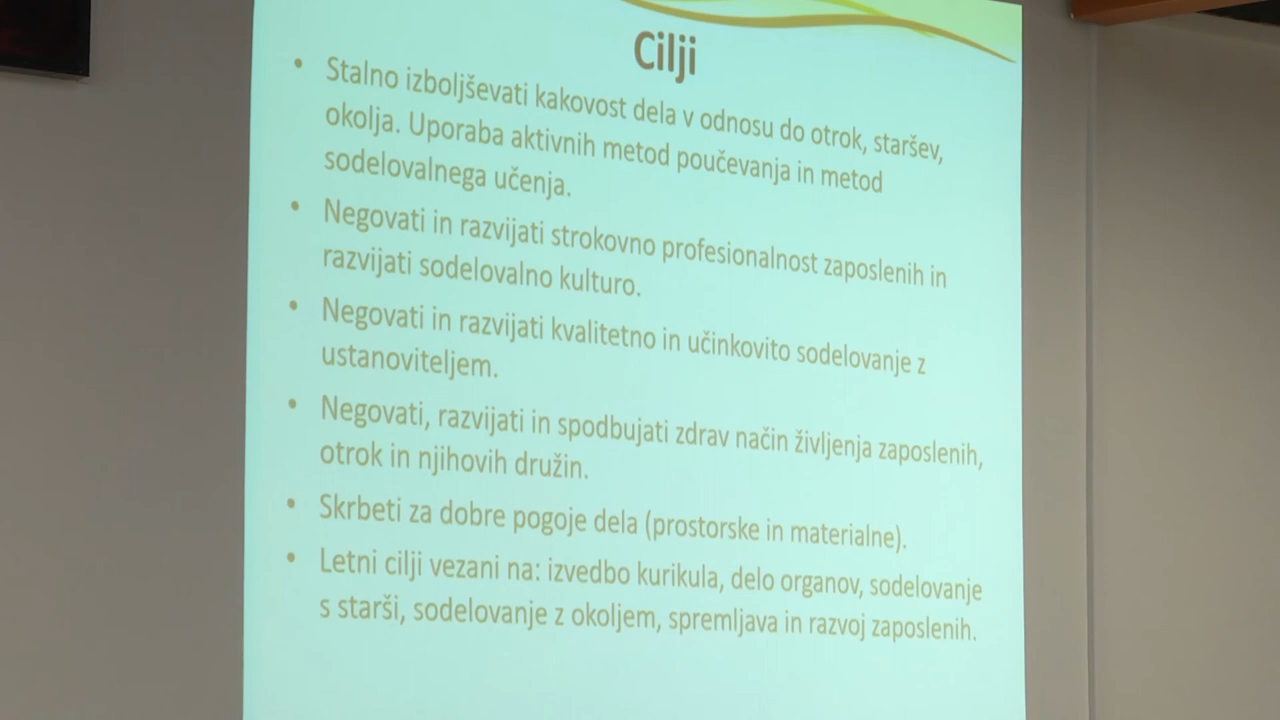 Cilji
• Stalno izboljševati kakovost dela v odnosu do otrok, staršev,
okolja. Uporaba aktivnih metod poučevanja in metod
sodelovalnega učenja.
• Negovati in razvijati strokovno profesionalnost zaposlenih in
razvijati sodelovalno kulturo.
• Negovati in razvijati kvalitetno in učinkovito sodelovanje z
ustanoviteljem.
• Negovati, razvijati in spodbujati zdrav način življenja zaposlenih,
otrok in njihovih družin.
• Skrbeti za dobre pogoje dela (prostorske in materialne).
• Letni cilji vezani na: izvedbo kurikula, delo organov, sodelovanje
s starši, sodelovanje z okoljem, spremljava in razvoj zaposlenih.